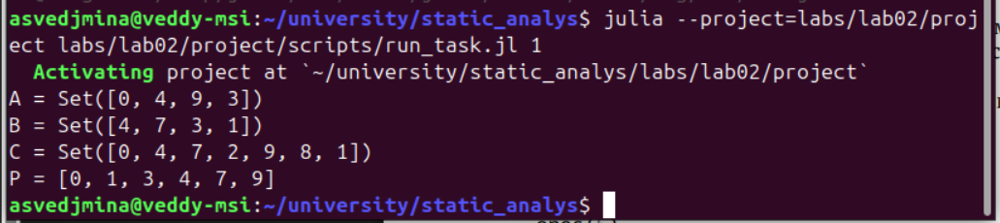 asvedjmina@veddy-msi:~/university/static_analys$ julia --project=labs/lab02/proj
ect labs/lab02/project/scripts/run_task.jl 1
  Activating project at `~/university/static_analys/labs/lab02/project`
A = Set([0, 4, 9, 3])
B = Set([4, 7, 3, 1])
C = Set([0, 4, 7, 2, 9, 8, 1])
P = [0, 1, 3, 4, 7, 9]
asvedjmina@veddy-msi:~/university/static_analys$